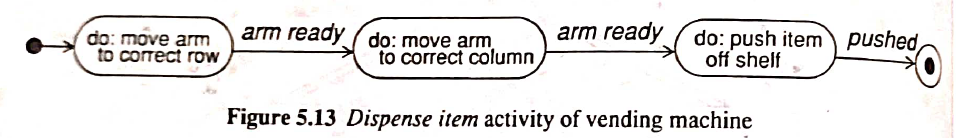 do: move arm
to correct row
arm ready
do: move arm
to correct column
arm ready
do: push item
off shelf
pushed
Figure 5.13 Dispense item activity of vending machine